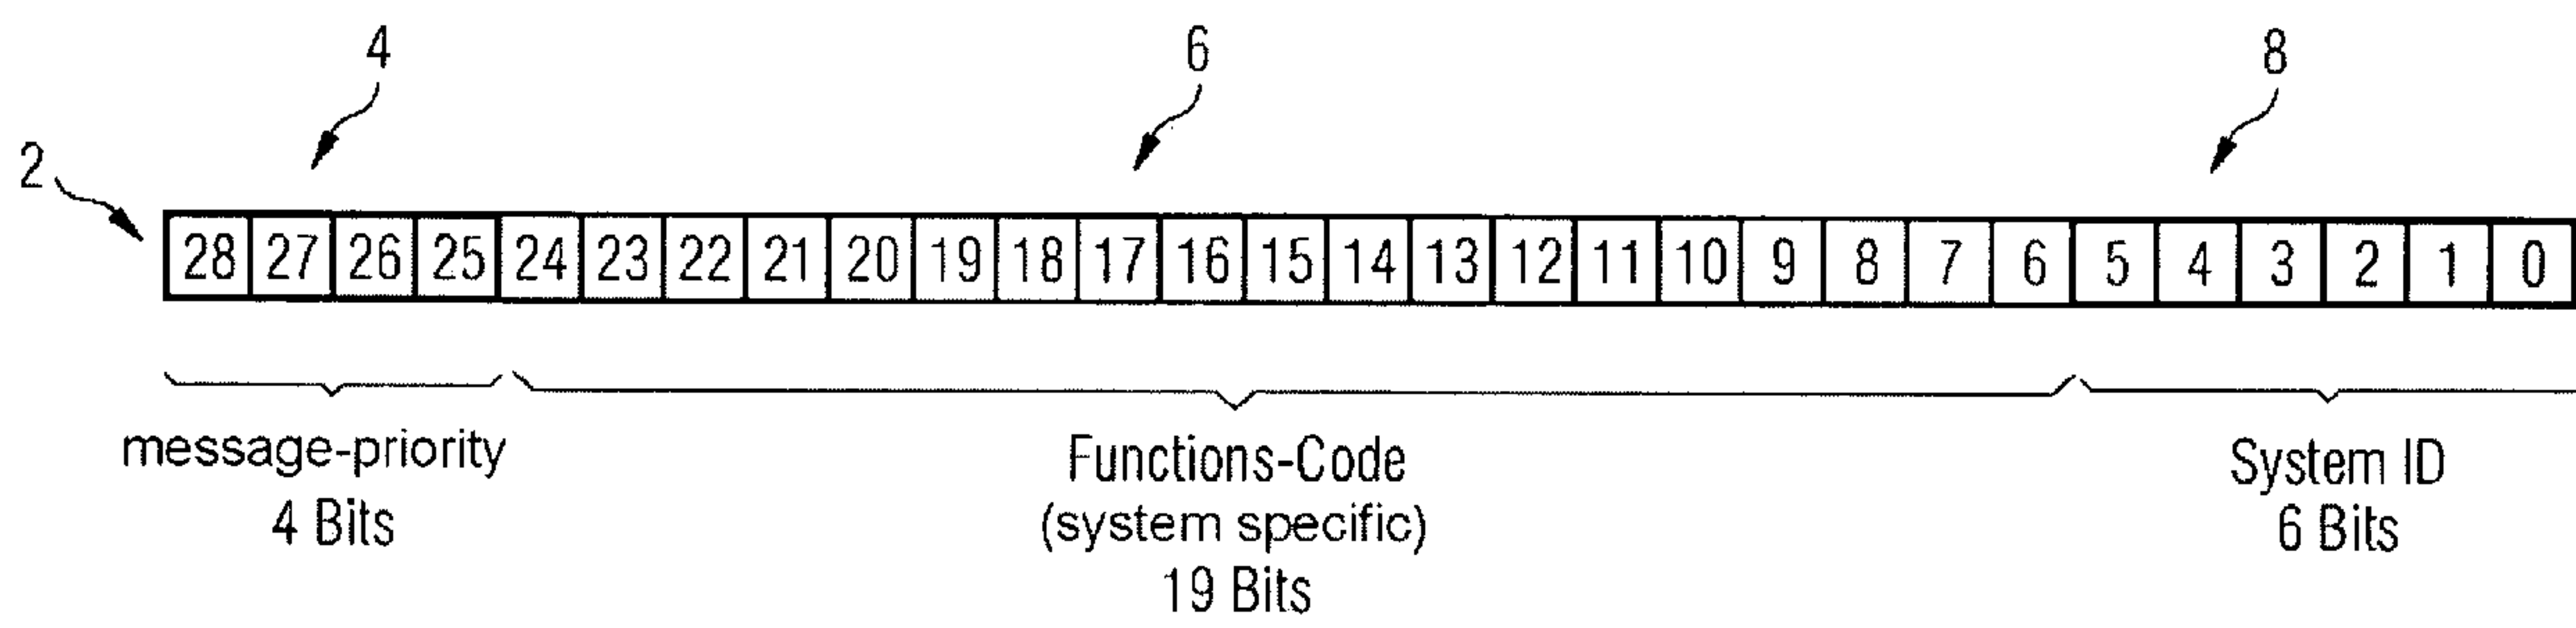 4 6 8
2
28 27 26 25 24 23 22 21 20 19 18 17 16 15 14 13 12 11 10 9 8 7 6 5 4 3 2 1 0
message-priority
4 Bits
Functions-Code
(system specific)
19 Bits
System ID
6 Bits